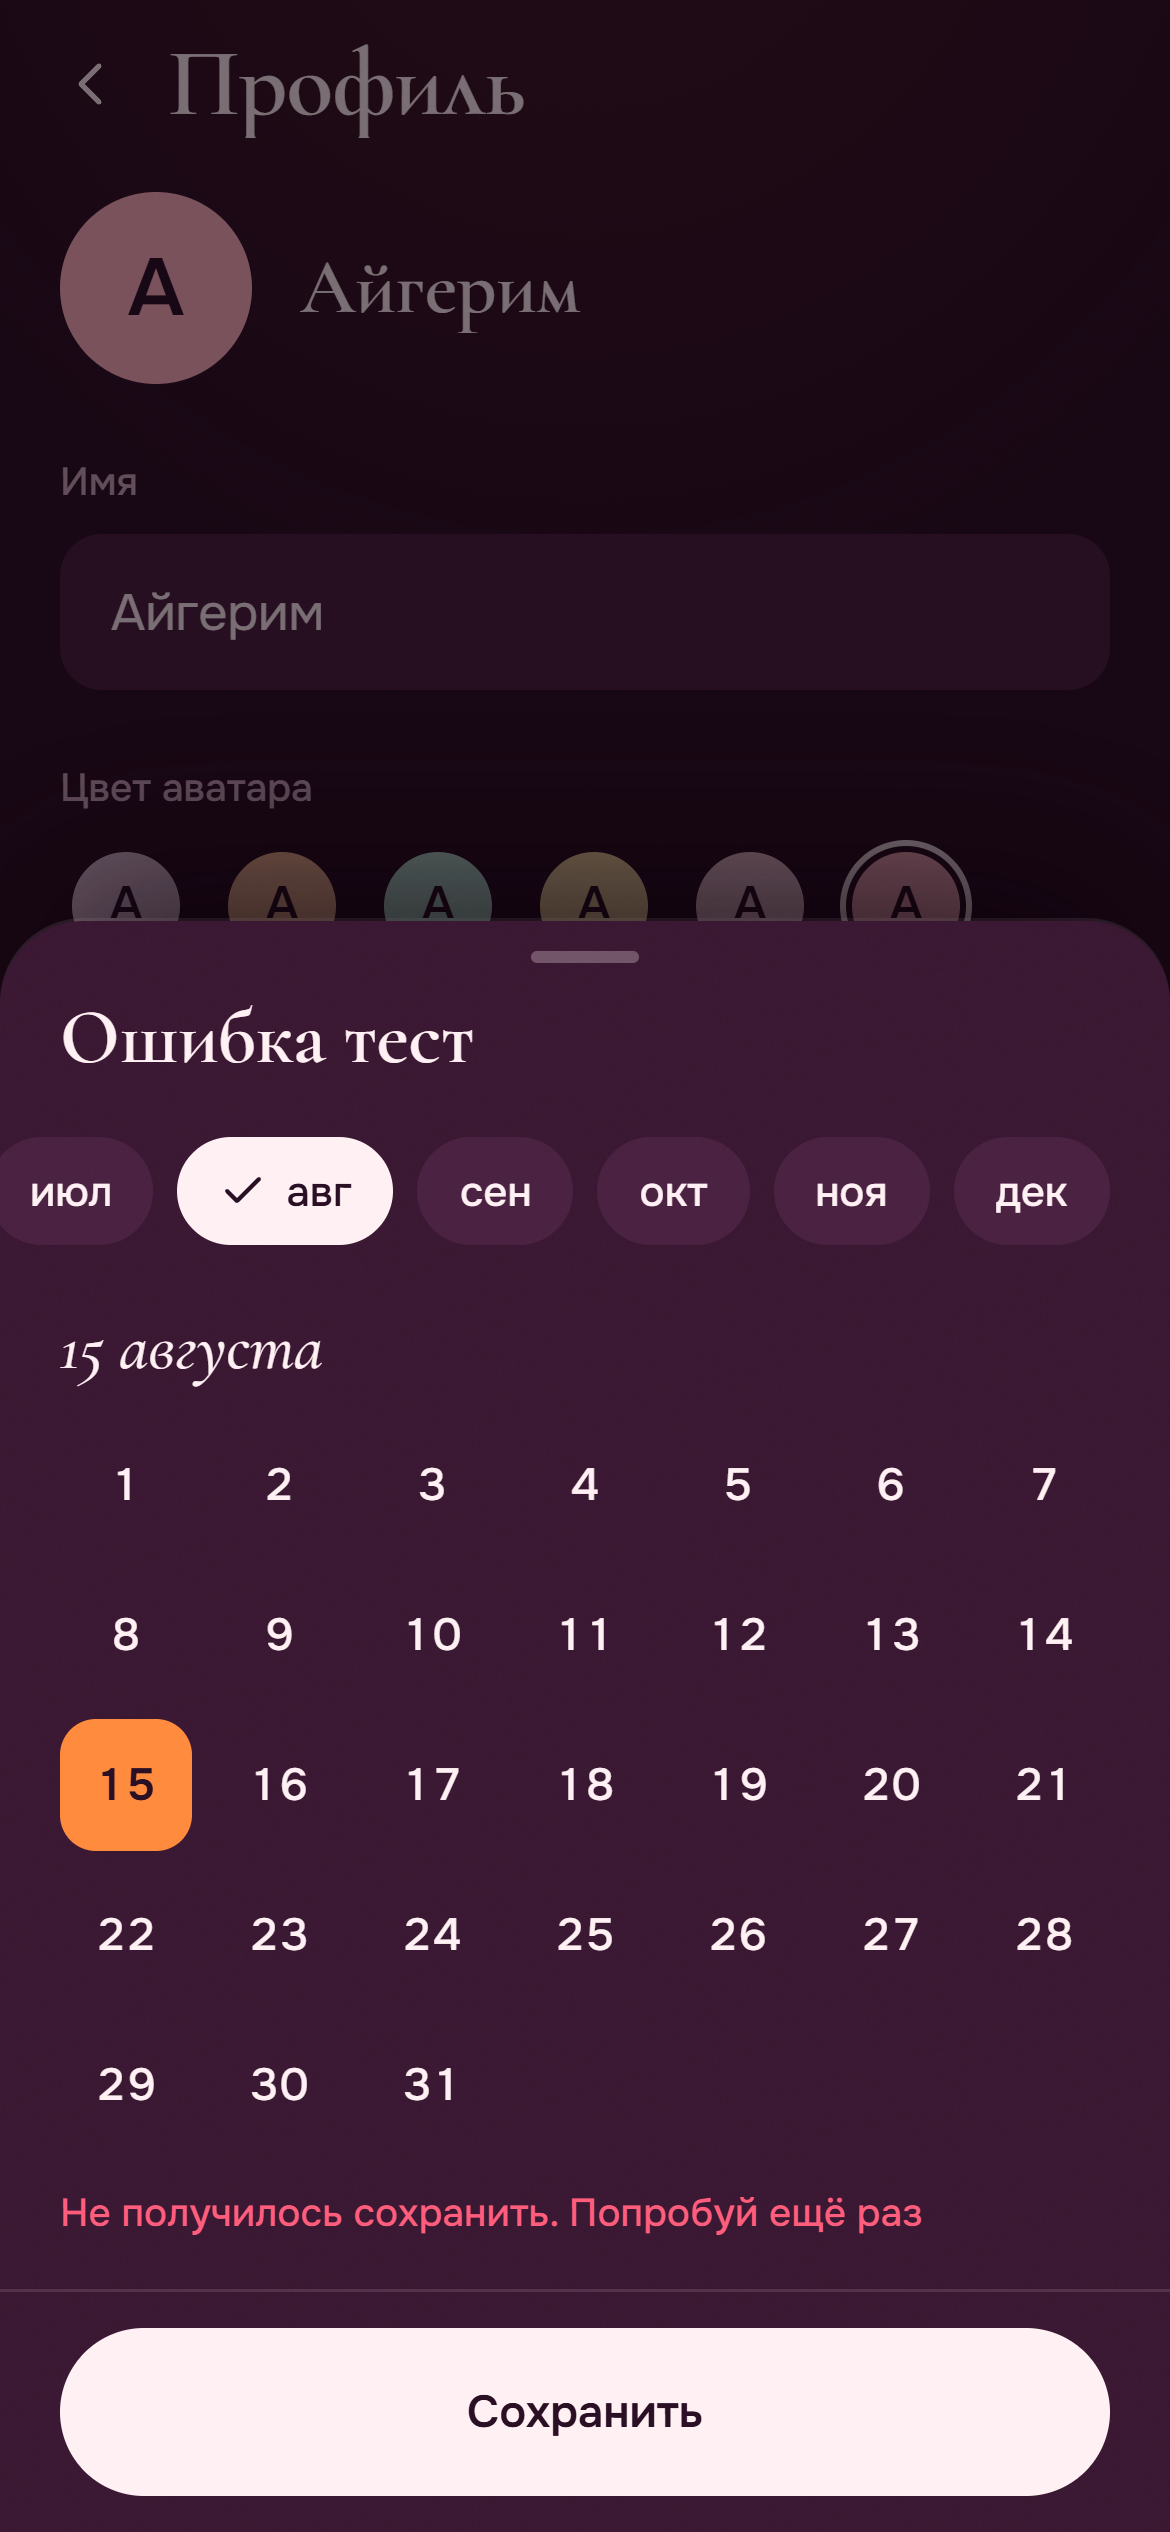 Профиль
А
Айгерим
Имя
Айгерим
Цвет аватара
А А А А А А
Ошибка тест
июл авг сен окт ноя дек
15 августа
1 2 3 4 5 6 7
8 9 10 11 12 13 14
15 16 17 18 19 20 21
22 23 24 25 26 27 28
29 30 31
Не получилось сохранить. Попробуй ещё раз
Сохранить